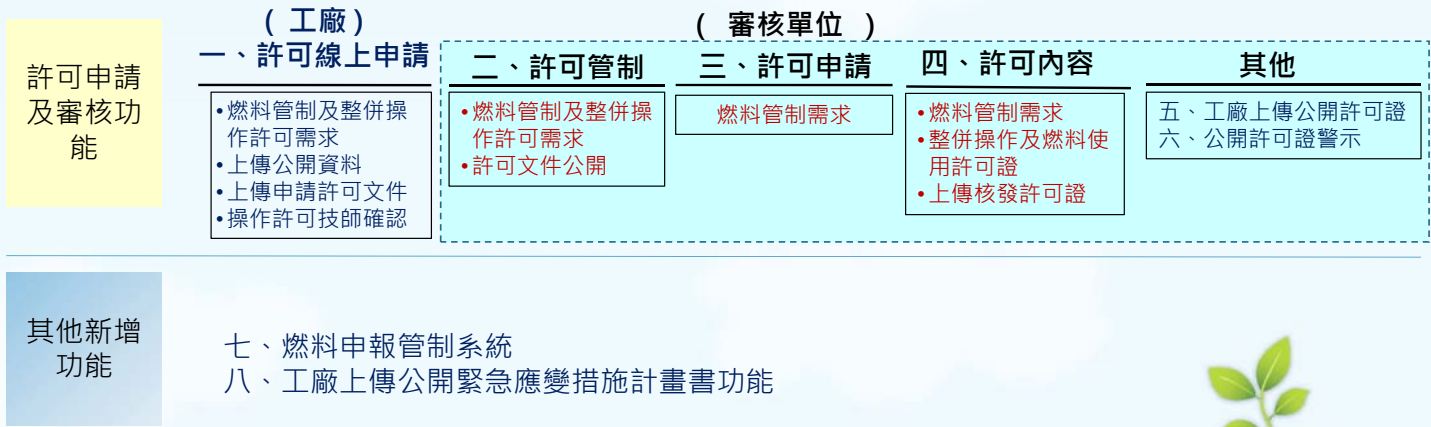 許可申請
及審核功
能
( 工廠 )
一、許可線上申請
•燃料管制及整併操
作許可需求
•上傳公開資料
•上傳申請許可文件
•操作許可技師確認
( 審核單位 )
二、許可管制
•燃料管制及整併操
作許可需求
•許可文件公開
三、許可申請
燃料管制需求
四、許可內容
•燃料管制需求
•整併操作及燃料使
用許可證
•上傳核發許可證
其他
五、工廠上傳公開許可證
六、公開許可證警示
其他新增
功能
七、燃料申報管制系統
八、工廠上傳公開緊急應變措施計畫書功能